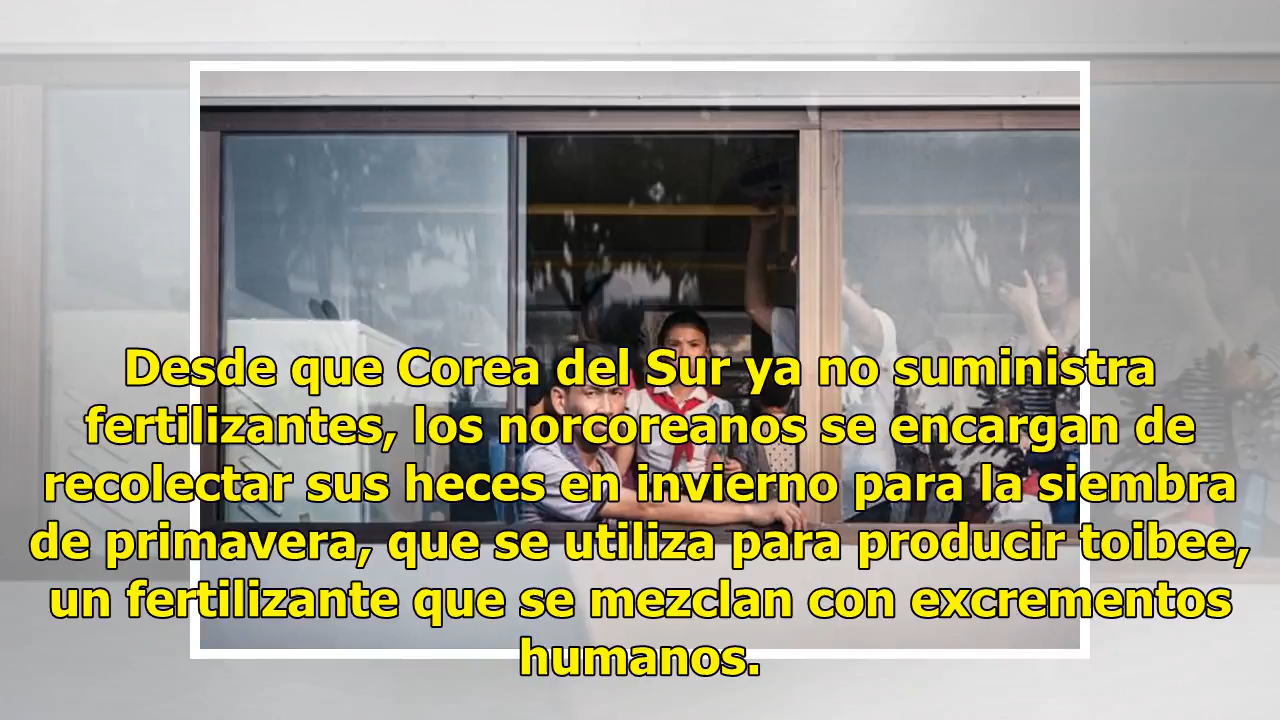 Desde que Corea del Sur ya no suministra
fertilizantes, los norcoreanos se encargan de
recolectar sus heces en invierno para la siembra
de primavera, que se utiliza para producir toibee,
un fertilizante que se mezclan con excrementos
humanos.